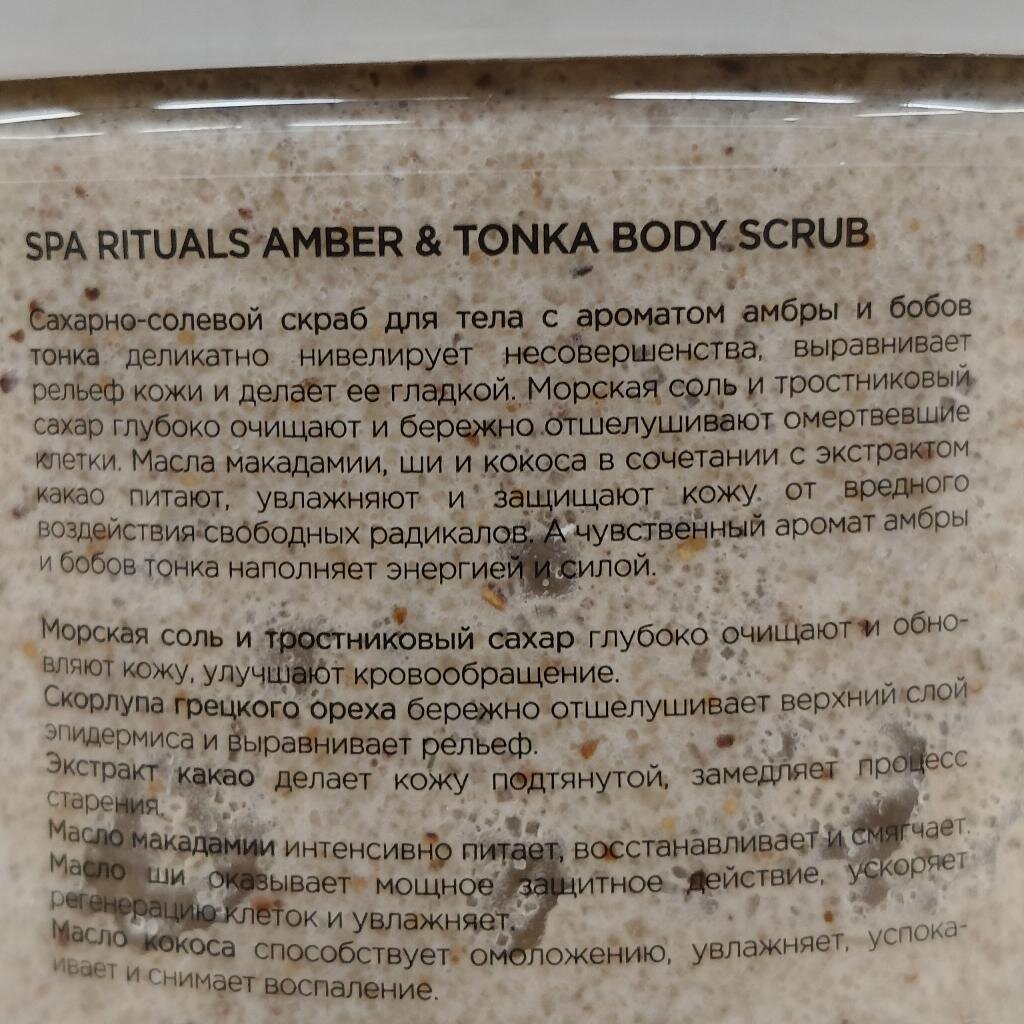 SPA RITUALS AMBER & TONKA BODY SCRUB
Сахарно-солевой скраб для тела с ароматом амбры и бобов
тонка деликатно нивелирует несовершенства, выравнивает
рельеф кожи и делает ее гладкой. Морская соль и тростниковый
сахар глубоко очищают и бережно отшелушивают омертвевшие
клетки. Масла макадамии, ши и кокоса в сочетании с экстрактом
какао питают, увлажняют и защищают кожу от вредного
воздействия свободных радикалов. А чувственный аромат амбры
и бобов тонка наполняет энергией и силой.
Морская соль и тростниковый сахар глубоко очищают и обно-
вляют кожу, улучшают кровообращение.
Скорлупа грецкого ореха бережно отшелушивает верхний слой
эпидермиса и выравнивает рельеф.
Экстракт какао делает кожу подтянутой, замедляет процесс
старения.
Масло макадамии интенсивно питает, восстанавливает и смягчает.
Масло ши оказывает мощное защитное действие, ускоряет
регенерацию клеток и увлажняет.
Масло кокоса способствует омоложению, увлажняет, успока-
ивает и снимает воспаление.